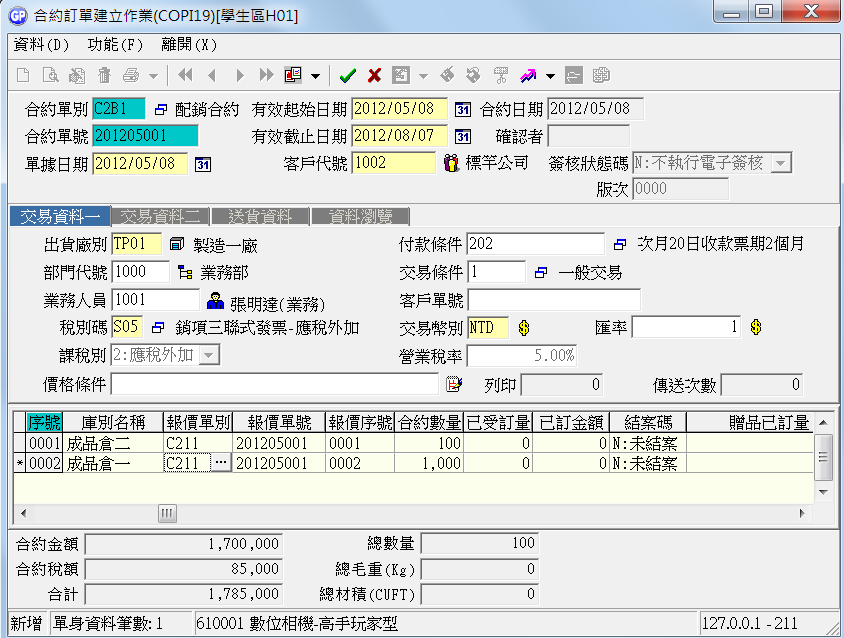 合約訂單建立作業(COPI19)[學生區H01]
資料(D) 功能(F) 離開(X)
合約單別 C2B1 配銷合約 有效起始日期 2012/05/08 31 合約日期 2012/05/08
合約單號 201205001 有效截止日期 2012/08/07 31 確認者
單據日期 2012/05/08 31 客戶代號 1002 標竿公司 簽核狀態碼 N:不執行電子簽核
版次 0000
交易資料一 交易資料二 送貨資料 資料瀏覽
出貨廠別 TP01 製造一廠 付款條件 202 次月20日收款票期2個月
部門代號 1000 業務部 交易條件 1 一般交易
業務人員 1001 張明達(業務) 客戶單號
稅別碼 S05 銷項三聯式發票-應稅外加 交易幣別 NTD 匯率 1
課稅別 2:應稅外加 營業稅率 5.00%
價格條件 列印 0 傳送次數 0
序號 庫別名稱 報價單別 報價單號 報價序號 合約數量 已受訂量 已訂金額 結案碼 贈品已訂量
0001 成品倉二 C211 201205001 0001 100 0 0 N:未結案
* 0002 成品倉一 C211 ... 201205001 0002 1,000 0 0 N:未結案
合約金額 1,700,000 總數量 100
合約稅額 85,000 總毛重(Kg) 0
合計 1,785,000 總材積(CUFT) 0
新增 單身資料筆數: 1 610001 數位相機-高手玩家型 127.0.0.1 - 211